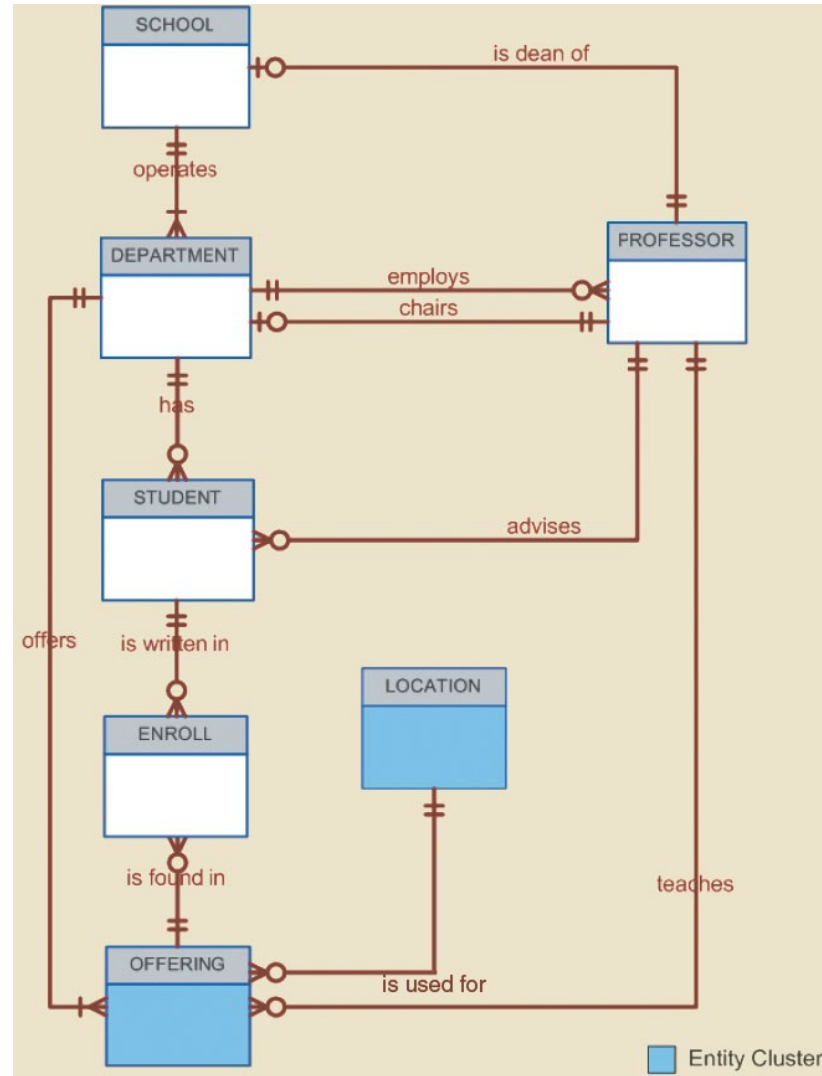 SCHOOL
is dean of
operates
PROFESSOR
DEPARTMENT
employs
chairs
has
STUDENT
advises
offers
is written in
LOCATION
ENROLL
is found in
teaches
OFFERING
is used for
Entity Cluster